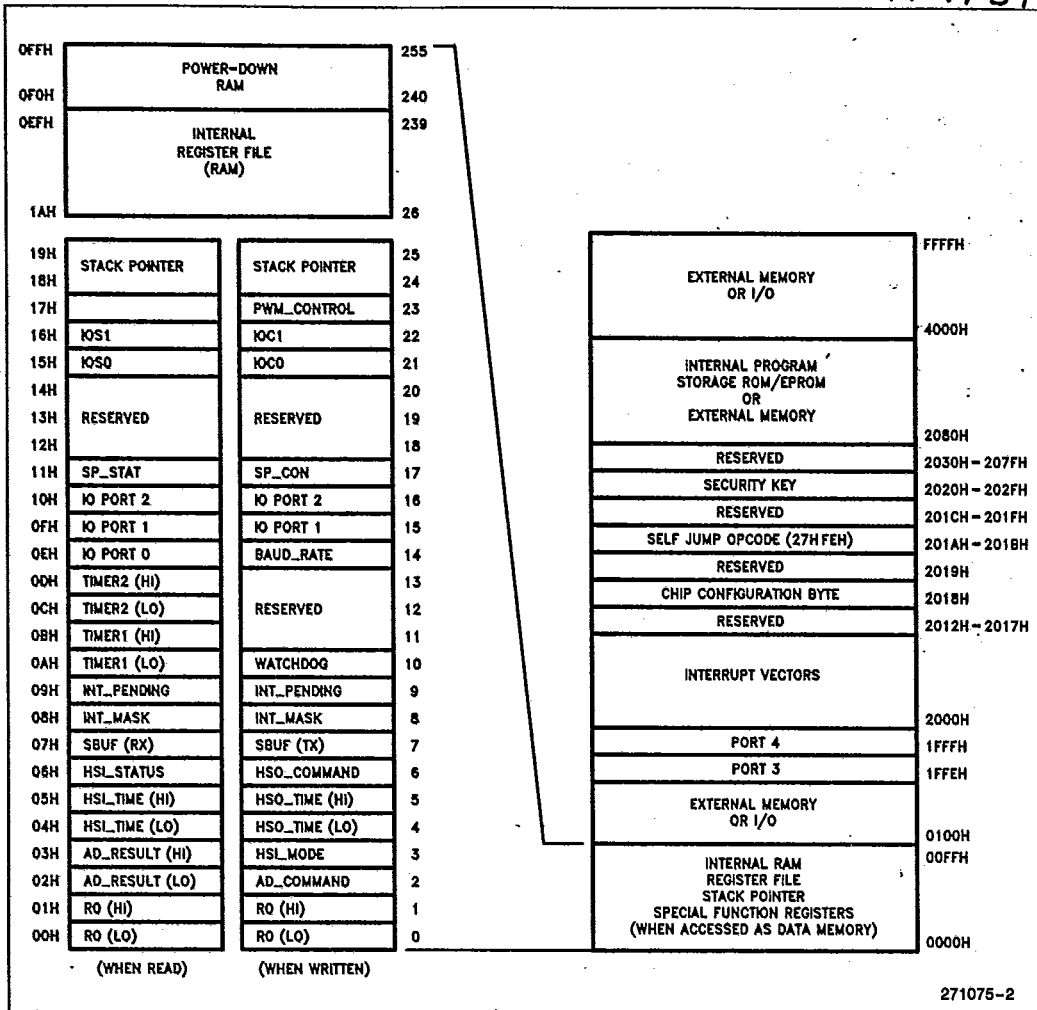 0FFH
POWER-DOWN
RAM
255
0F0H
240
0EFH
INTERNAL
REGISTER FILE
(RAM)
239
1AH
26
19H
STACK POINTER
STACK POINTER
25
18H
24
17H
PWM_CONTROL
23
16H
IOS1
IOC1
22
15H
IOS0
IOC0
21
14H
20
13H
RESERVED
RESERVED
19
12H
18
11H
SP_STAT
SP_CON
17
10H
IO PORT 2
IO PORT 2
16
0FH
IO PORT 1
IO PORT 1
15
0EH
IO PORT 0
BAUD_RATE
14
0DH
TIMER2 (HI)
13
0CH
TIMER2 (LO)
RESERVED
12
0BH
TIMER1 (HI)
11
0AH
TIMER1 (LO)
WATCHDOG
10
09H
INT_PENDING
INT_PENDING
9
08H
INT_MASK
INT_MASK
8
07H
SBUF (RX)
SBUF (TX)
7
06H
HSI_STATUS
HSO_COMMAND
6
05H
HSI_TIME (HI)
HSO_TIME (HI)
5
04H
HSI_TIME (LO)
HSO_TIME (LO)
4
03H
AD_RESULT (HI)
HSI_MODE
3
02H
AD_RESULT (LO)
AD_COMMAND
2
01H
R0 (HI)
R0 (HI)
1
00H
R0 (LO)
R0 (LO)
0
(WHEN READ)
(WHEN WRITTEN)
FFFFH
EXTERNAL MEMORY
OR I/O
4000H
INTERNAL PROGRAM
STORAGE ROM/EPROM
OR
EXTERNAL MEMORY
2080H
RESERVED
2030H-207FH
SECURITY KEY
2020H-202FH
RESERVED
201CH-201FH
SELF JUMP OPCODE (27H FEH)
201AH-201BH
RESERVED
2019H
CHIP CONFIGURATION BYTE
2018H
RESERVED
2012H-2017H
INTERRUPT VECTORS
2000H
PORT 4
1FFFH
PORT 3
1FFEH
EXTERNAL MEMORY
OR I/O
0100H
00FFH
INTERNAL RAM
REGISTER FILE
STACK POINTER
SPECIAL FUNCTION REGISTERS
(WHEN ACCESSED AS DATA MEMORY)
0000H
271075-2